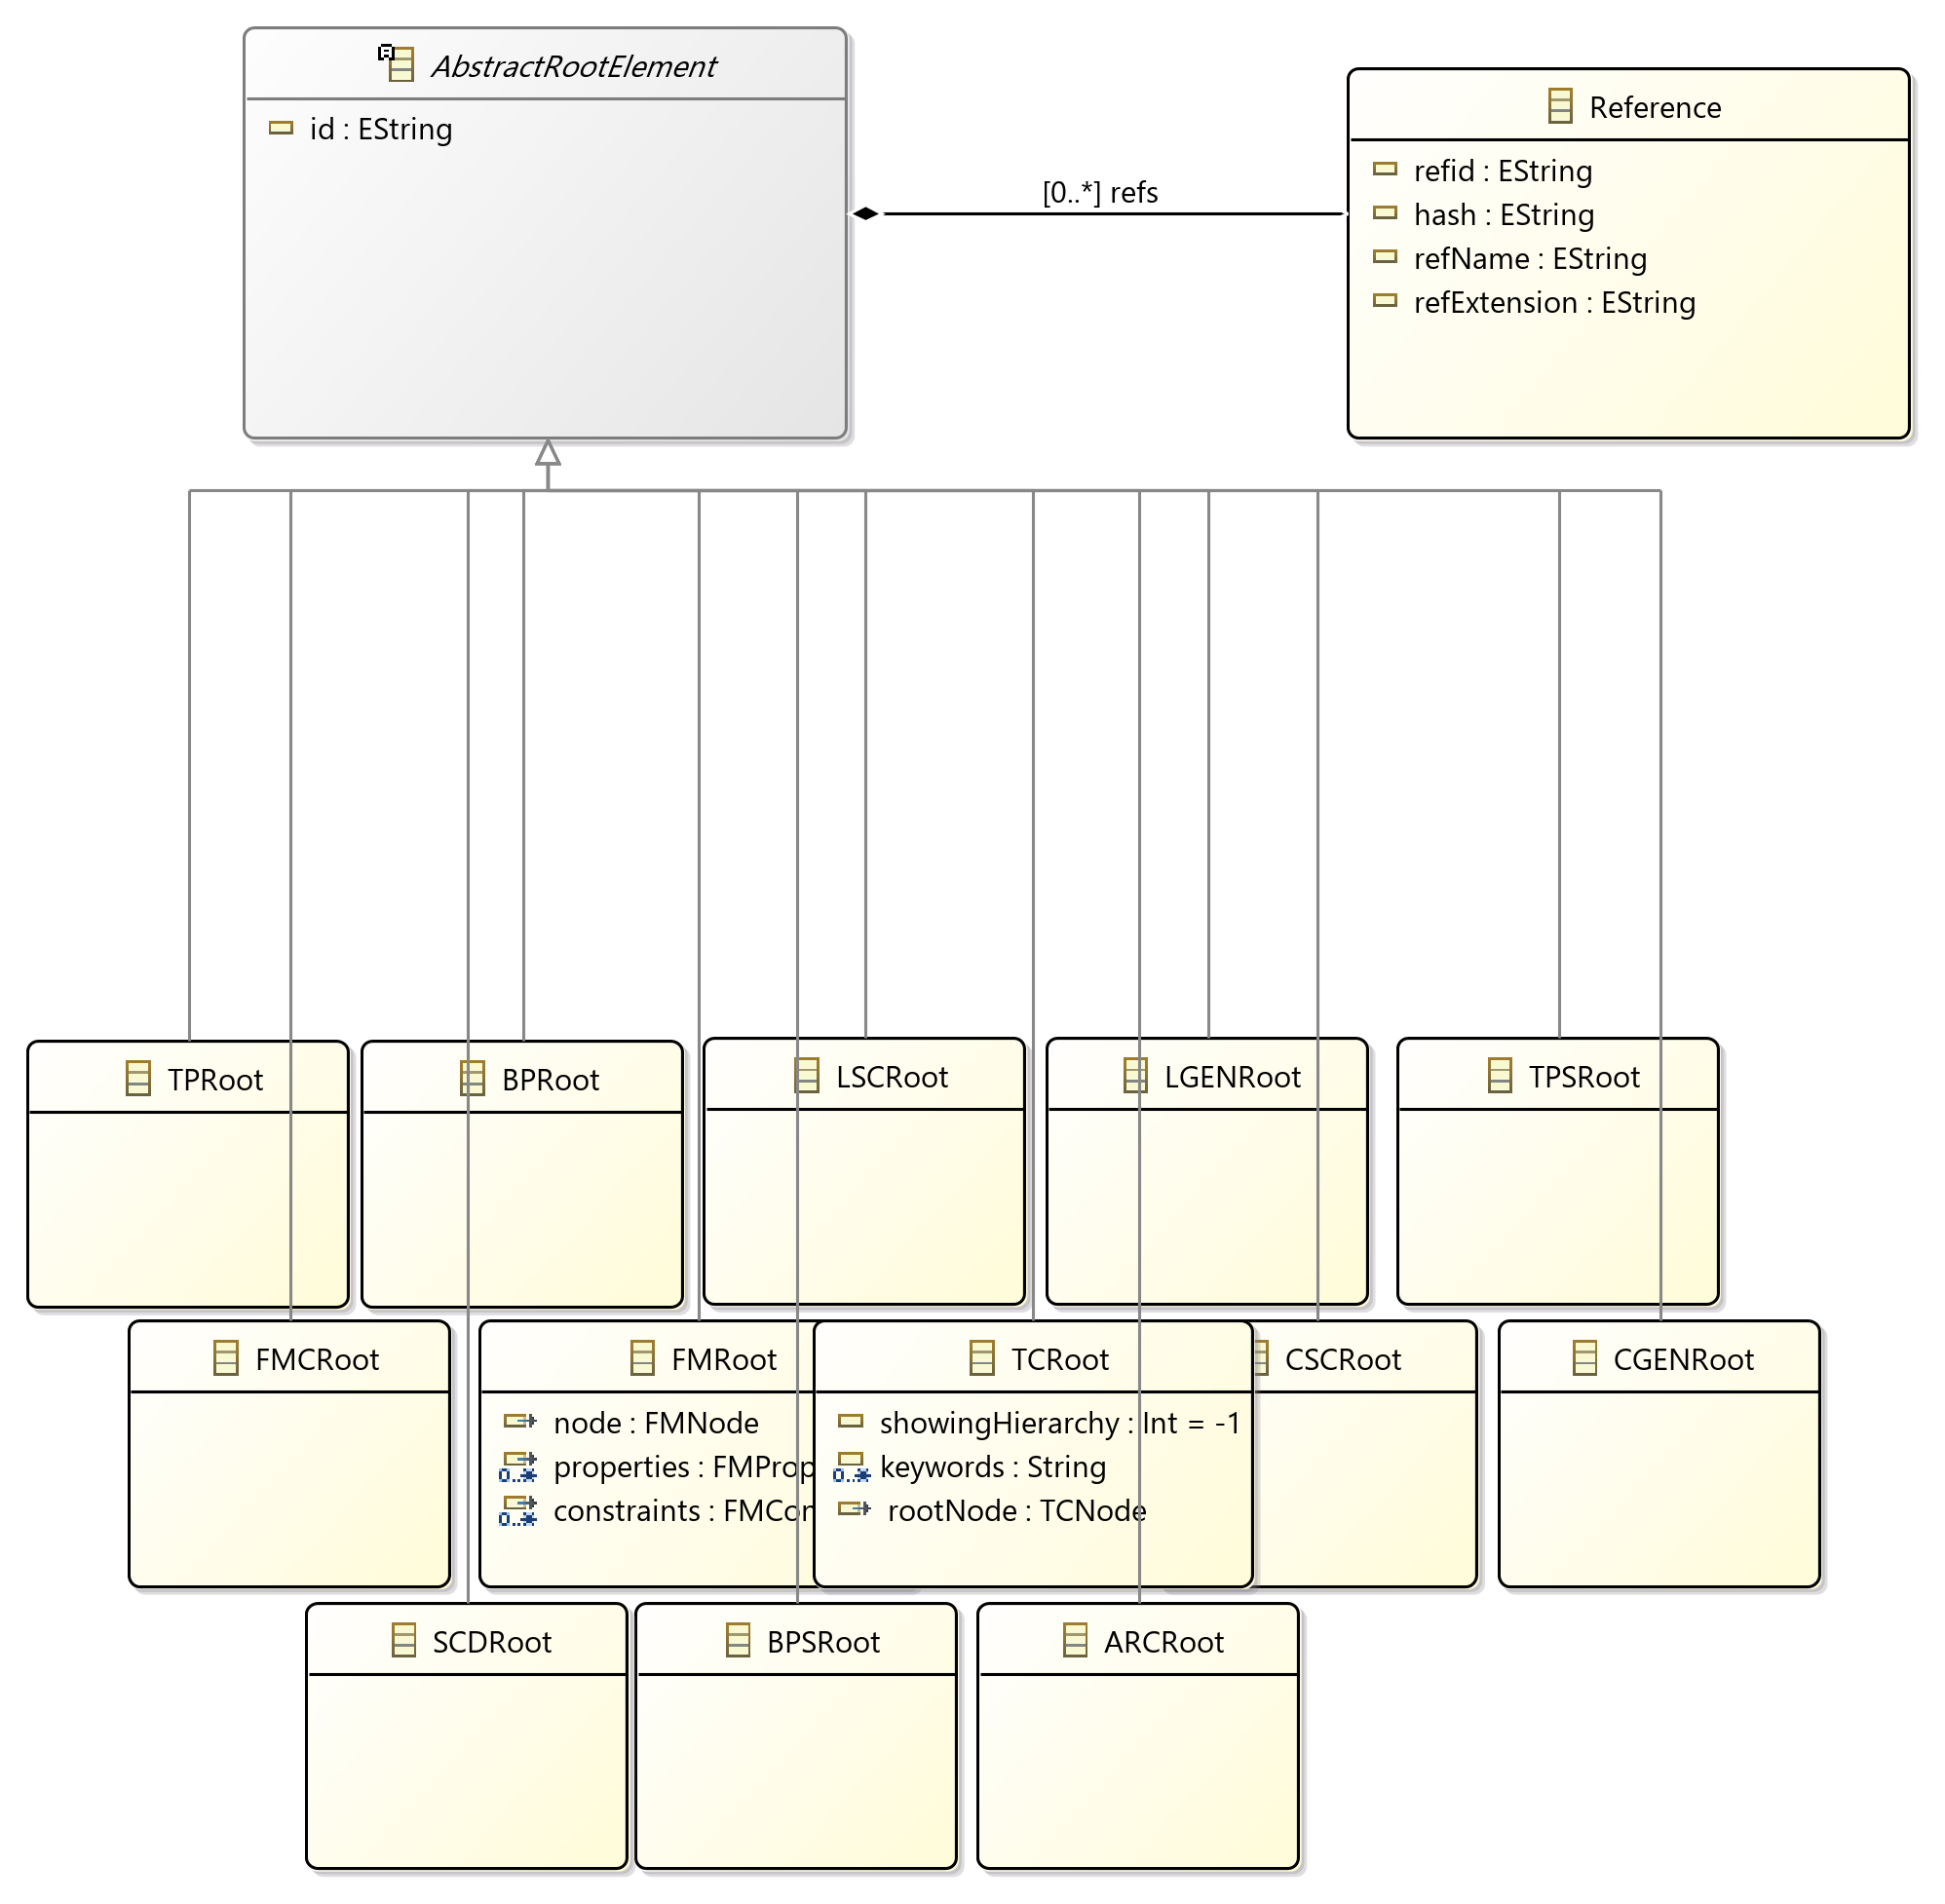 AbstractRootElement
id : EString
[0..*] refs
Reference
refid : EString
hash : EString
refName : EString
refExtension : EString
TPRoot
BPRoot
LSCRoot
LGENRoot
TPSRoot
FMCRoot
FMRoot
node : FMNode
0..* properties : FMProp
0..* constraints : FMCon
TCRoot
showingHierarchy : Int = -1
0..* keywords : String
rootNode : TCNode
CSCRoot
CGENRoot
SCDRoot
BPSRoot
ARCRoot